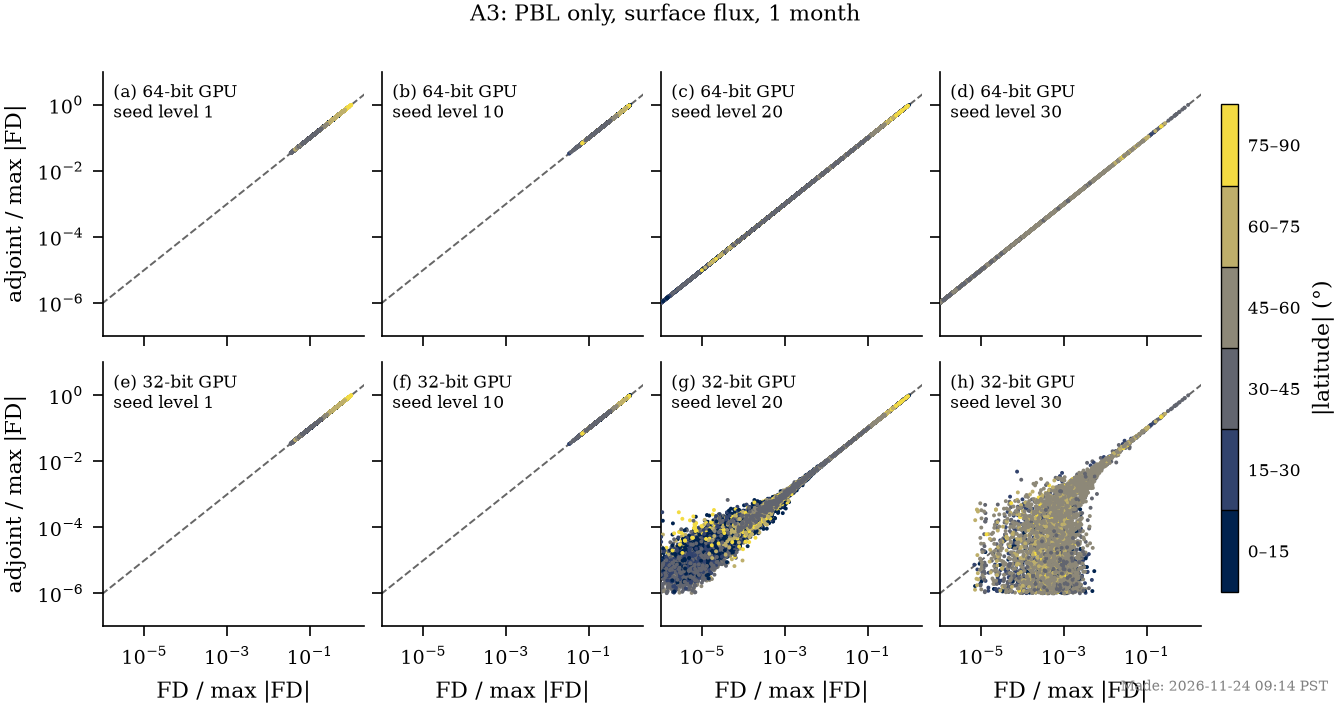 A3: PBL only, surface flux, 1 month
(a) 64-bit GPU
seed level 1
(b) 64-bit GPU
seed level 10
(c) 64-bit GPU
seed level 20
(d) 64-bit GPU
seed level 30
adjoint / max |FD|
10⁰
10⁻²
10⁻⁴
10⁻⁶
(e) 32-bit GPU
seed level 1
(f) 32-bit GPU
seed level 10
(g) 32-bit GPU
seed level 20
(h) 32-bit GPU
seed level 30
adjoint / max |FD|
10⁰
10⁻²
10⁻⁴
10⁻⁶
10⁻⁵ 10⁻³ 10⁻¹
10⁻⁵ 10⁻³ 10⁻¹
10⁻⁵ 10⁻³ 10⁻¹
10⁻⁵ 10⁻³ 10⁻¹
FD / max |FD|
FD / max |FD|
FD / max |FD|
FD / max |FD|
75–90
60–75
45–60
30–45
15–30
0–15
|latitude| (°)
Made: 2026-11-24 09:14 PST